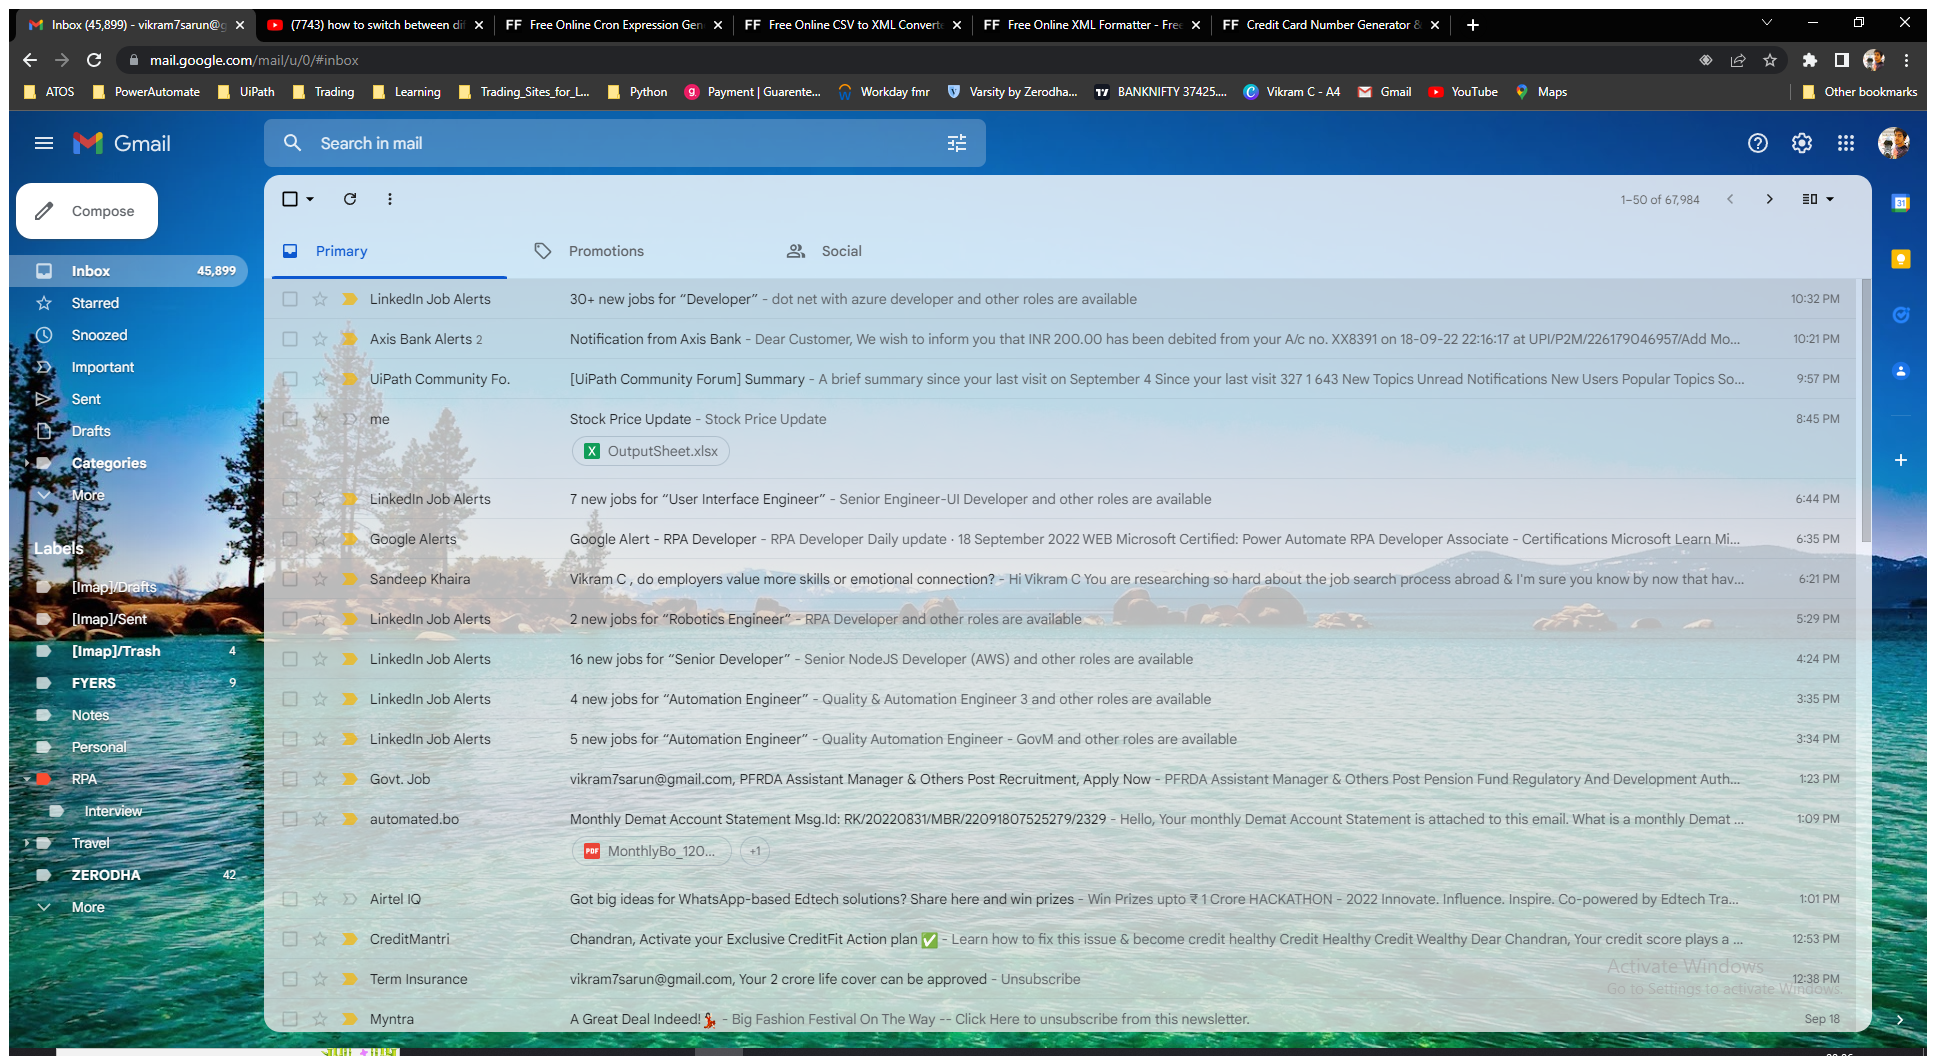 Inbox (45,899) - vikram7sarun@g
(7743) how to switch between dif
FF Free Online Cron Expression Gen
FF Free Online CSV to XML Converte
FF Free Online XML Formatter - Free
FF Credit Card Number Generator &
mail.google.com/mail/u/0/#inbox
ATOS PowerAutomate UiPath Trading Learning Trading_Sites_for_L... Python Payment | Guarente... Workday fmr Varsity by Zerodha... BANKNIFTY 37425.... Vikram C - A4 Gmail YouTube Maps Other bookmarks
Gmail
Search in mail
Compose
1–50 of 67,984
Primary Promotions Social
Inbox 45,899
Starred
Snoozed
Important
Sent
Drafts
Categories
More
Labels
[Imap]/Drafts
[Imap]/Sent
[Imap]/Trash 4
FYERS 9
Notes
Personal
RPA
Interview
Travel
ZERODHA 42
More
LinkedIn Job Alerts 30+ new jobs for “Developer” - dot net with azure developer and other roles are available 10:32 PM
Axis Bank Alerts 2 Notification from Axis Bank - Dear Customer, We wish to inform you that INR 200.00 has been debited from your A/c no. XX8391 on 18-09-22 22:16:17 at UPI/P2M/226179046957/Add Mo... 10:21 PM
UiPath Community Fo. [UiPath Community Forum] Summary - A brief summary since your last visit on September 4 Since your last visit 327 1 643 New Topics Unread Notifications New Users Popular Topics So... 9:57 PM
me Stock Price Update - Stock Price Update 8:45 PM
OutputSheet.xlsx
LinkedIn Job Alerts 7 new jobs for “User Interface Engineer” - Senior Engineer-UI Developer and other roles are available 6:44 PM
Google Alerts Google Alert - RPA Developer - RPA Developer Daily update · 18 September 2022 WEB Microsoft Certified: Power Automate RPA Developer Associate - Certifications Microsoft Learn Mi... 6:35 PM
Sandeep Khaira Vikram C , do employers value more skills or emotional connection? - Hi Vikram C You are researching so hard about the job search process abroad & I'm sure you know by now that hav... 6:21 PM
LinkedIn Job Alerts 2 new jobs for “Robotics Engineer” - RPA Developer and other roles are available 5:29 PM
LinkedIn Job Alerts 16 new jobs for “Senior Developer” - Senior NodeJS Developer (AWS) and other roles are available 4:24 PM
LinkedIn Job Alerts 4 new jobs for “Automation Engineer” - Quality & Automation Engineer 3 and other roles are available 3:35 PM
LinkedIn Job Alerts 5 new jobs for “Automation Engineer” - Quality Automation Engineer - GovM and other roles are available 3:34 PM
Govt. Job vikram7sarun@gmail.com, PFRDA Assistant Manager & Others Post Recruitment, Apply Now - PFRDA Assistant Manager & Others Post Pension Fund Regulatory And Development Auth... 1:23 PM
automated.bo Monthly Demat Account Statement Msg.Id: RK/20220831/MBR/22091807525279/2329 - Hello, Your monthly Demat Account Statement is attached to this email. What is a monthly Demat ... 1:09 PM
PDF MonthlyBo_120... +1
Airtel IQ Got big ideas for WhatsApp-based Edtech solutions? Share here and win prizes - Win Prizes upto ₹ 1 Crore HACKATHON - 2022 Innovate. Influence. Inspire. Co-powered by Edtech Tra... 1:01 PM
CreditMantri Chandran, Activate your Exclusive CreditFit Action plan ✅ - Learn how to fix this issue & become credit healthy Credit Healthy Credit Wealthy Dear Chandran, Your credit score plays a ... 12:53 PM
Term Insurance vikram7sarun@gmail.com, Your 2 crore life cover can be approved - Unsubscribe 12:38 PM
Myntra A Great Deal Indeed!💃 - Big Fashion Festival On The Way -- Click Here to unsubscribe from this newsletter. Sep 18
Activate Windows
Go to Settings to activate Windows.
31